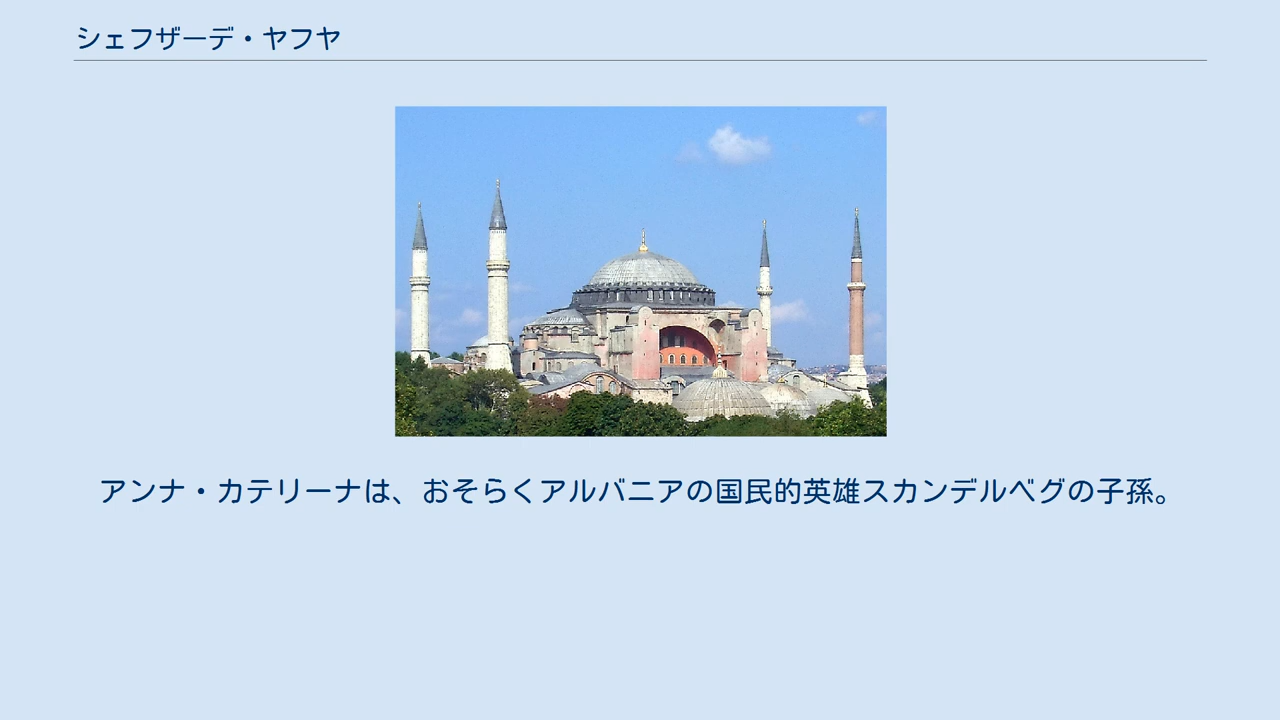 シェフザーデ・ヤフヤ
アンナ・カテリーナは、おそらくアルバニアの国民的英雄スカンデルベグの子孫。